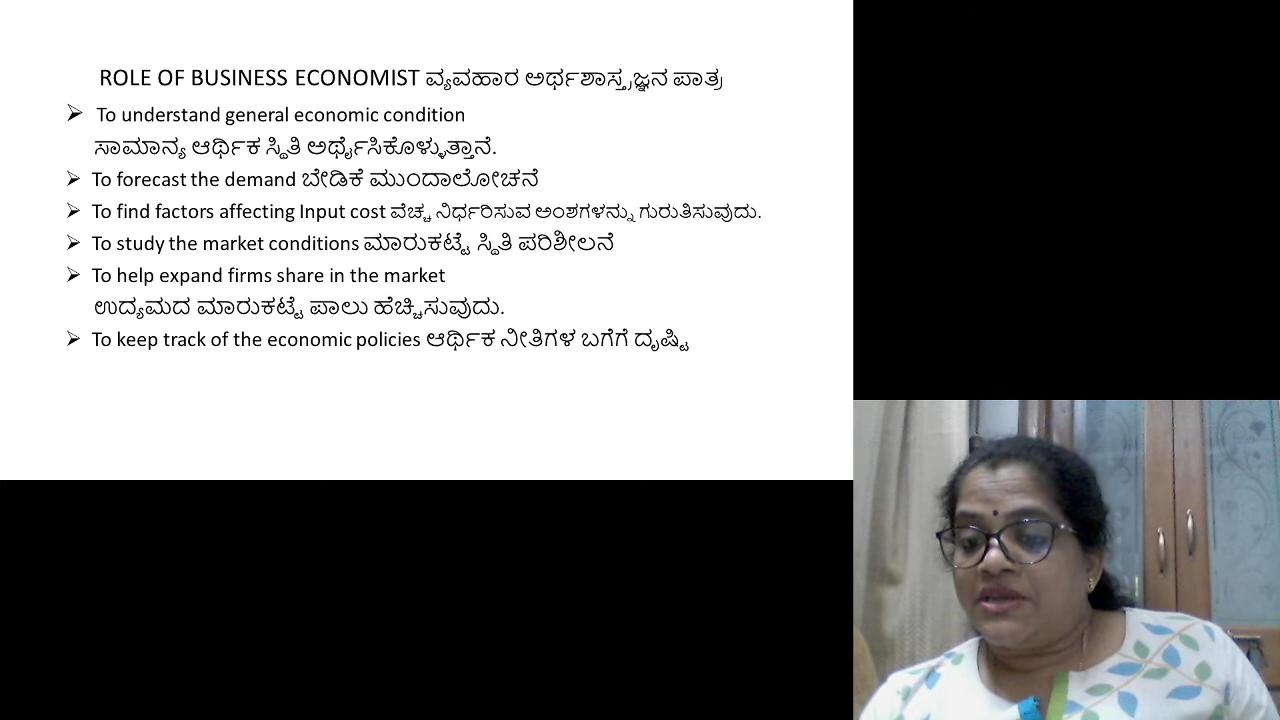 ROLE OF BUSINESS ECONOMIST ವ್ಯವಹಾರ ಅರ್ಥಶಾಸ್ತ್ರಜ್ಞನ ಪಾತ್ರ
➢ To understand general economic condition
ಸಾಮಾನ್ಯ ಆರ್ಥಿಕ ಸ್ಥಿತಿ ಅರ್ಥೈಸಿಕೊಳ್ಳುತ್ತಾನೆ.
➢ To forecast the demand ಬೇಡಿಕೆ ಮುಂದಾಲೋಚನೆ
➢ To find factors affecting Input cost ವೆಚ್ಚ ನಿರ್ಧರಿಸುವ ಅಂಶಗಳನ್ನು ಗುರುತಿಸುವುದು.
➢ To study the market conditions ಮಾರುಕಟ್ಟೆ ಸ್ಥಿತಿ ಪರಿಶೀಲನೆ
➢ To help expand firms share in the market
ಉದ್ಯಮದ ಮಾರುಕಟ್ಟೆ ಪಾಲು ಹೆಚ್ಚಿಸುವುದು.
➢ To keep track of the economic policies ಆರ್ಥಿಕ ನೀತಿಗಳ ಬಗೆಗೆ ದೃಷ್ಟಿ